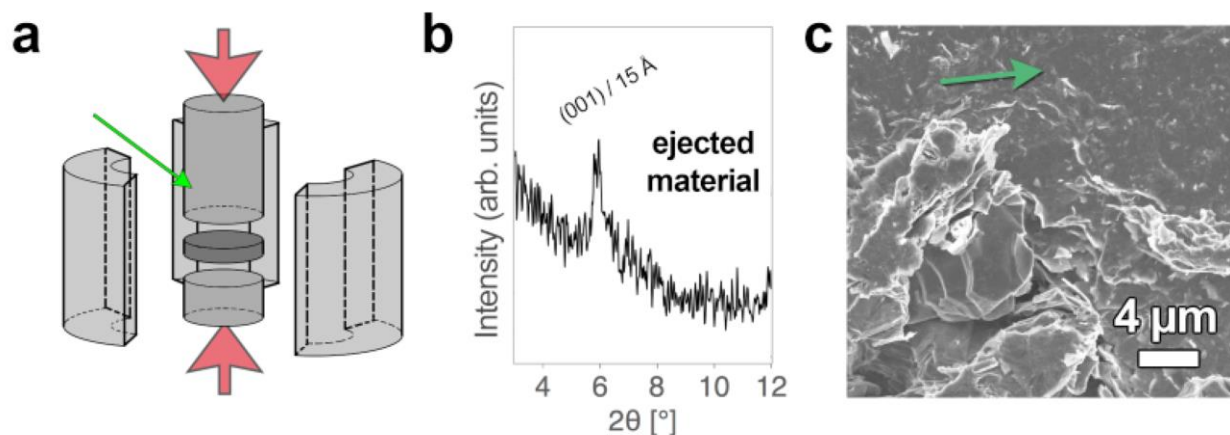 a
b
c
Intensity (arb. units)
(001) / 15 Å
ejected
material
4
6
8
10
12
2θ [°]
4 µm